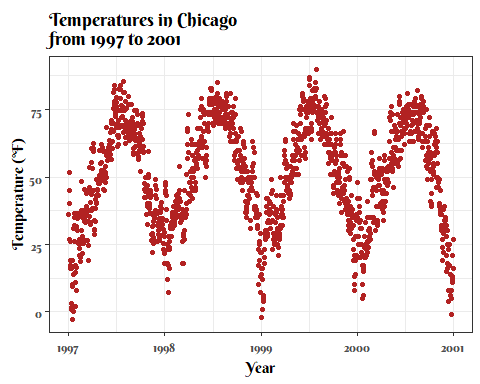 Temperatures in Chicago
from 1997 to 2001
Temperature (°F)
75
50
25
0
1997 1998 1999 2000 2001
Year